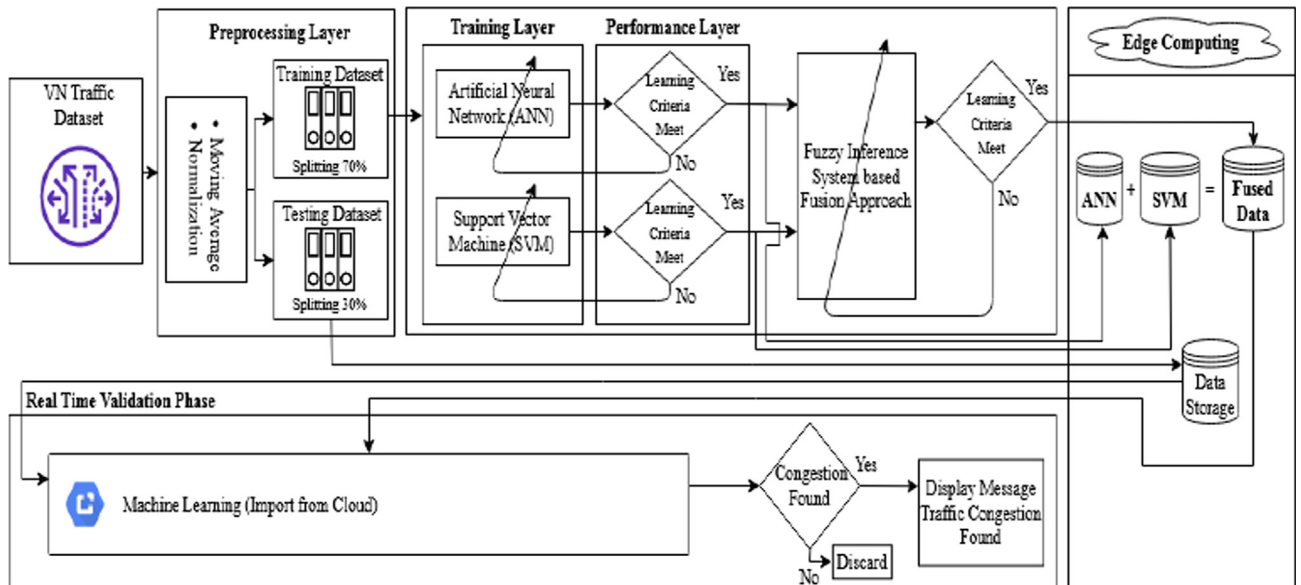 Preprocessing Layer
VN Traffic
Dataset
• Moving Average
• Normalization
Training Dataset
Splitting 70%
Testing Dataset
Splitting 30%
Training Layer
Artificial Neural
Network (ANN)
Support Vector
Machine (SVM)
Performance Layer
Learning
Criteria
Meet
Yes
No
Learning
Criteria
Meet
Yes
No
Fuzzy Inference
System based
Fusion Approach
Learning
Criteria
Meet
Yes
No
Edge Computing
ANN
+
SVM
=
Fused
Data
Data
Storage
Real Time Validation Phase
Machine Learning (Import from Cloud)
Congestion
Found
Yes
No
Discard
Display Message
Traffic Congestion
Found